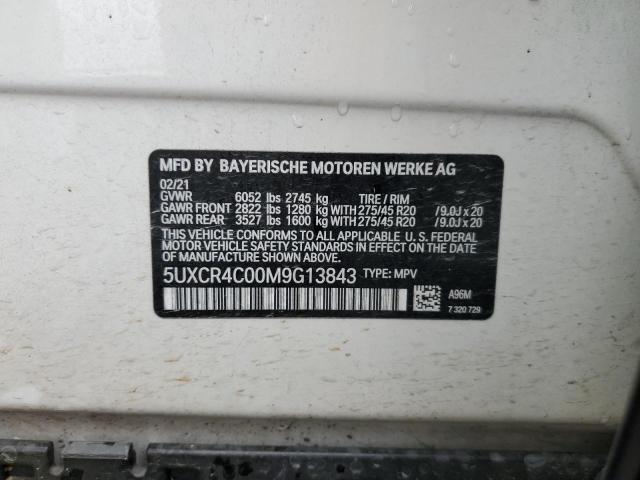 MFD BY BAYERISCHE MOTOREN WERKE AG
02/21
GVWR 6052 lbs 2745 kg TIRE / RIM
GAWR FRONT 2822 lbs 1280 kg WITH 275/45 R20 / 9.0J x 20
GAWR REAR 3527 lbs 1600 kg WITH 275/45 R20 / 9.0J x 20
THIS VEHICLE CONFORMS TO ALL APPLICABLE U. S. FEDERAL
MOTOR VEHICLE SAFETY STANDARDS IN EFFECT ON THE DATE
OF MANUFACTURE SHOWN ABOVE.
5UXCR4C00M9G13843 TYPE: MPV
A96M
7 320 729